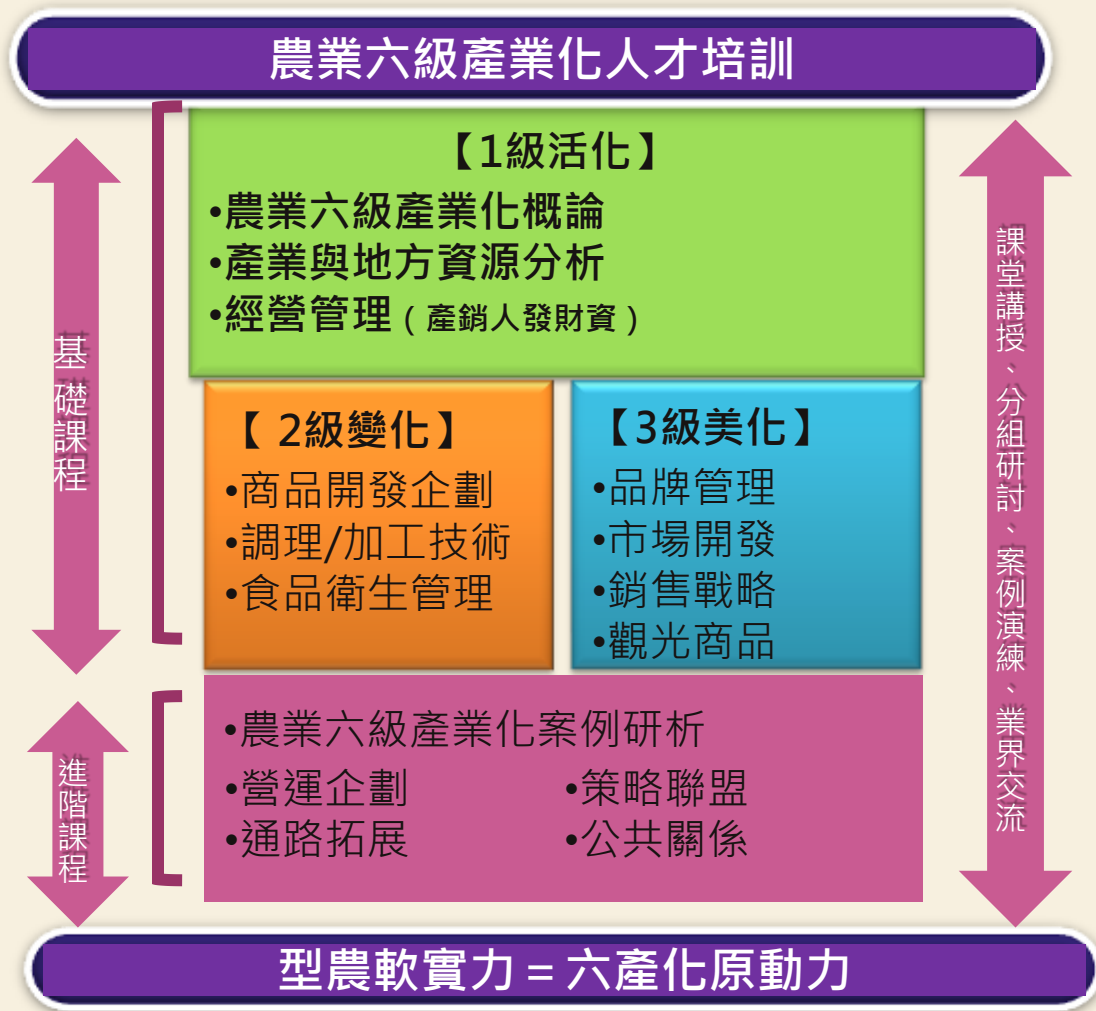 農業六級產業化人才培訓
【1級活化】
•農業六級產業化概論
•產業與地方資源分析
•經營管理（產銷人發財資）
基礎課程
【 2級變化】
•商品開發企劃
•調理/加工技術
•食品衛生管理
【3級美化】
•品牌管理
•市場開發
•銷售戰略
•觀光商品
進階課程
•農業六級產業化案例研析
•營運企劃 •策略聯盟
•通路拓展 •公共關係
課堂講授、分組研討、案例演練、業界交流
型農軟實力＝六產化原動力